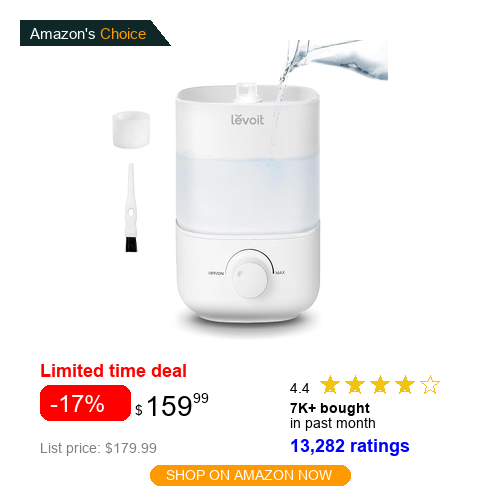 Amazon's Choice
levoit
OFF/ON MAX
Limited time deal
-17% $ 159 99
4.4
7K+ bought
in past month
List price: $179.99
13,282 ratings
SHOP ON AMAZON NOW